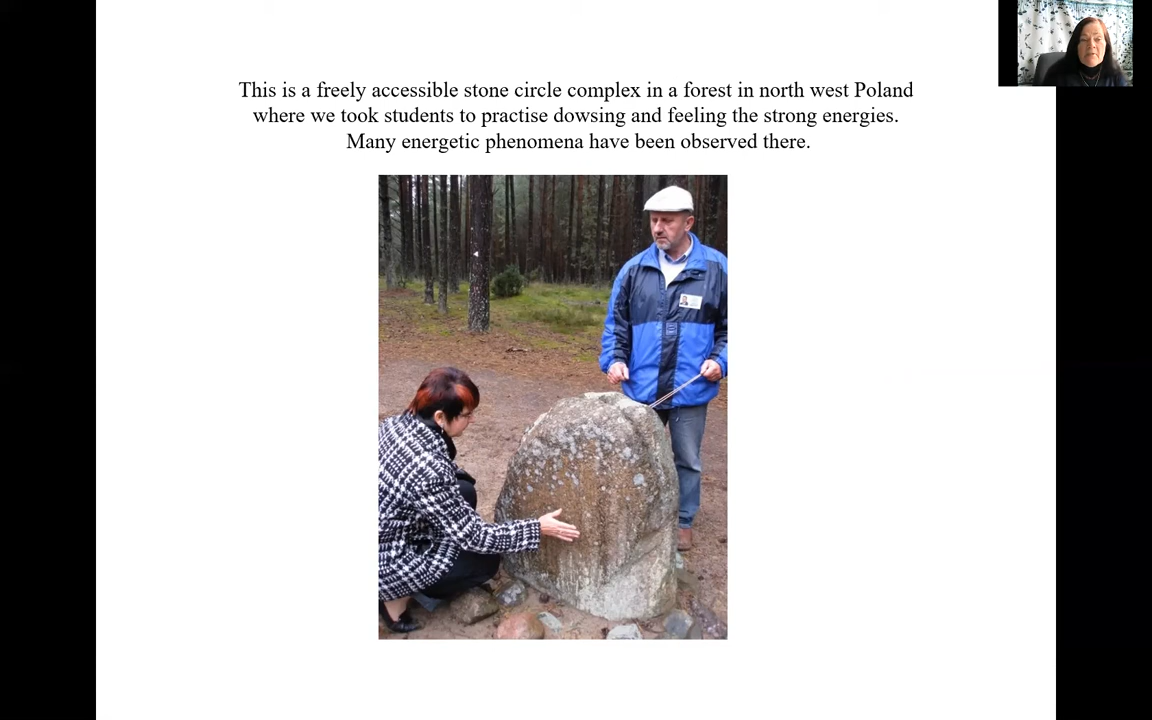 This is a freely accessible stone circle complex in a forest in north west Poland
where we took students to practise dowsing and feeling the strong energies.
Many energetic phenomena have been observed there.